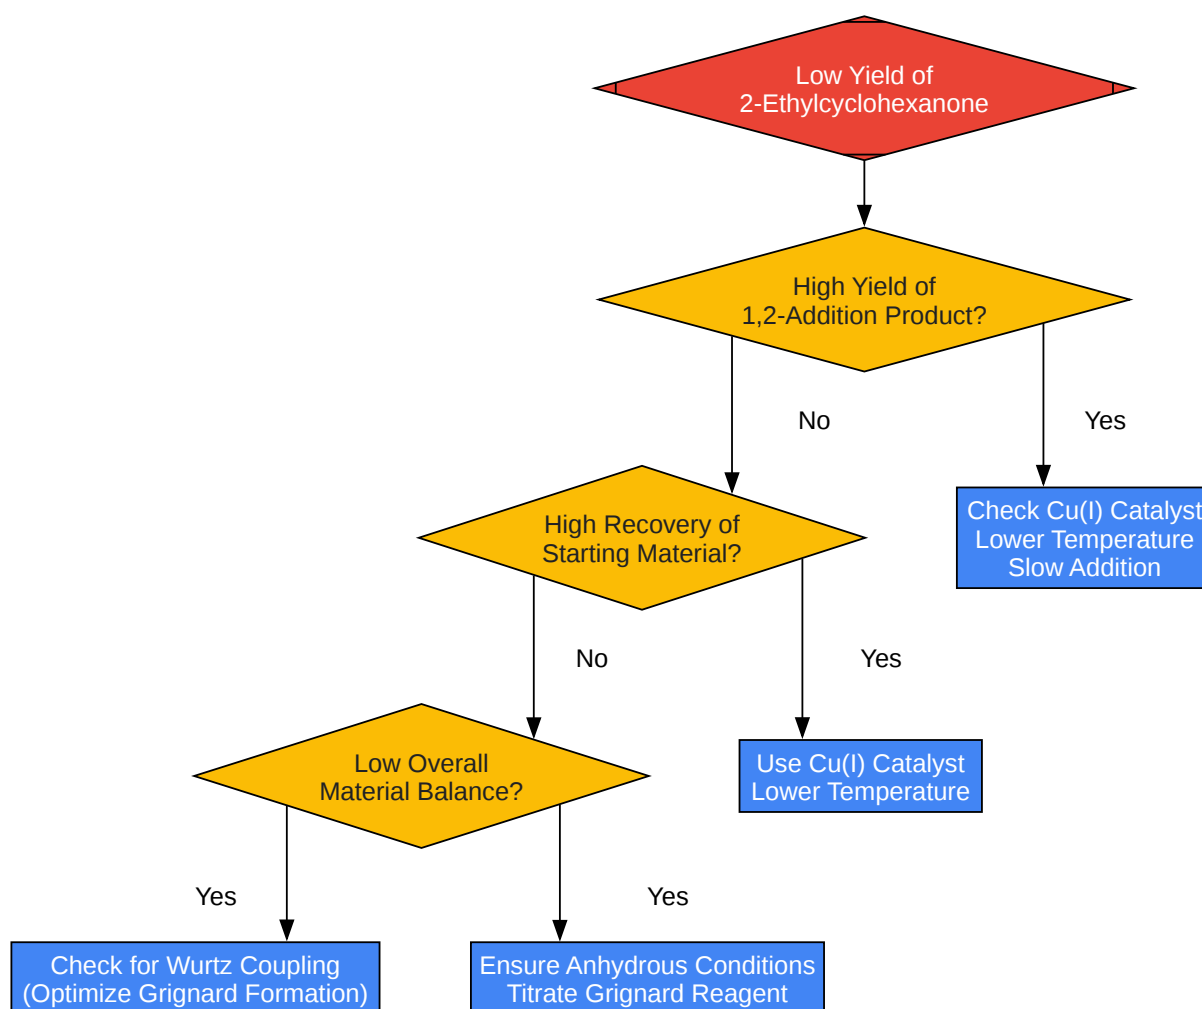 Low Yield of
2-Ethylcyclohexanone
High Yield of
1,2-Addition Product?
No
Yes
High Recovery of
Starting Material?
Check Cu(I) Catalyst
Lower Temperature
Slow Addition
No
Yes
Low Overall
Material Balance?
Use Cu(I) Catalyst
Lower Temperature
Yes
Yes
Check for Wurtz Coupling
(Optimize Grignard Formation)
Ensure Anhydrous Conditions
Titrate Grignard Reagent